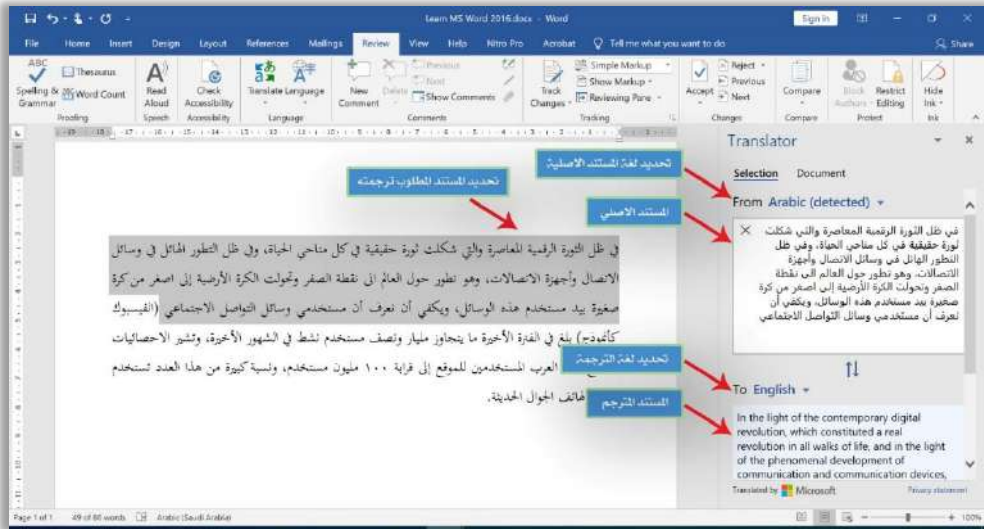 Learn MS Word 2016.docx - Word
Sign in
File Home Insert Design Layout References Mailings Review View Help Nitro Pro Acrobat Tell me what you want to do
Share
ABC
Spelling & Grammar
Thesaurus
Word Count
Read Aloud
Check Accessibility
Translate
Language
New Comment
Delete
Previous
Next
Show Comments
Track Changes
Simple Markup
Show Markup
Reviewing Pane
Accept
Reject
Previous
Next
Compare
Block Authors
Restrict Editing
Hide Ink
Proofing Speech Accessibility Language Comments Tracking Changes Compare Protect Ink
Translator
تحديد لغة المستند الاصلية
Selection Document
تحديد المستند المطلوب ترجمته
From Arabic (detected)
المستند الاصلي
في ظل الثورة الرقمية المعاصرة والتي شكلت
ثورة حقيقية في كل مناحي الحياة، وفي ظل
التطور الهائل في وسائل الاتصال وأجهزة
الاتصالات، وهو تطور حول العالم الى نقطة
الصفر وتحولت الكرة الأرضية إلى اصغر من كرة
صغيرة بيد مستخدم هذه الوسائل، ويكفي أن
نعرف أن مستخدمي وسائل التواصل الاجتماعي
في ظل الثورة الرقمية المعاصرة والتي شكلت ثورة حقيقية في كل مناحي الحياة، وفي ظل التطور الهائل في وسائل
الاتصال وأجهزة الاتصالات، وهو تطور حول العالم الى نقطة الصفر وتحولت الكرة الأرضية إلى اصغر من كرة
صغيرة بيد مستخدم هذه الوسائل، ويكفي أن نعرف أن مستخدمي وسائل التواصل الاجتماعي (الفيسبوك
كأنموذج) بلغ في الفترة الأخيرة ما يتجاوز مليار ونصف مستخدم نشط في الشهور الأخيرة، وتشير الاحصائيات
العرب المستخدمين للموقع إلى قرابة ١٠٠ مليون مستخدم، ونسبة كبيرة من هذا العدد تستخدم
الجوال الحديثة.
تحديد لغة الترجمة
To English
المستند المترجم
In the light of the contemporary digital
revolution, which constituted a real
revolution in all walks of life, and in the light
of the phenomenal development of
communication and communication devices,
Translated by Microsoft
Privacy statement
Page 1 of 1 49 of 86 words Arabic (Saudi Arabia)
100%